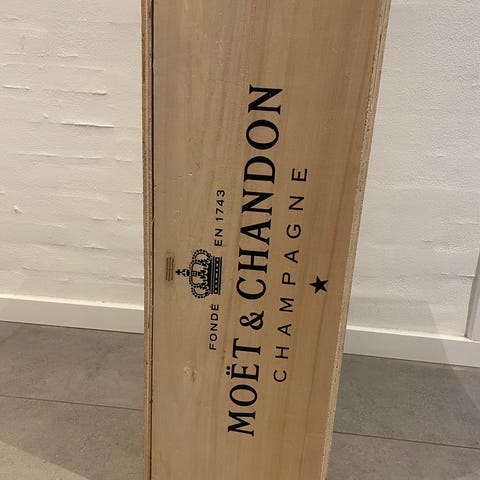 FONDÉ EN 1743
MOËT & CHANDON
CHAMPAGNE